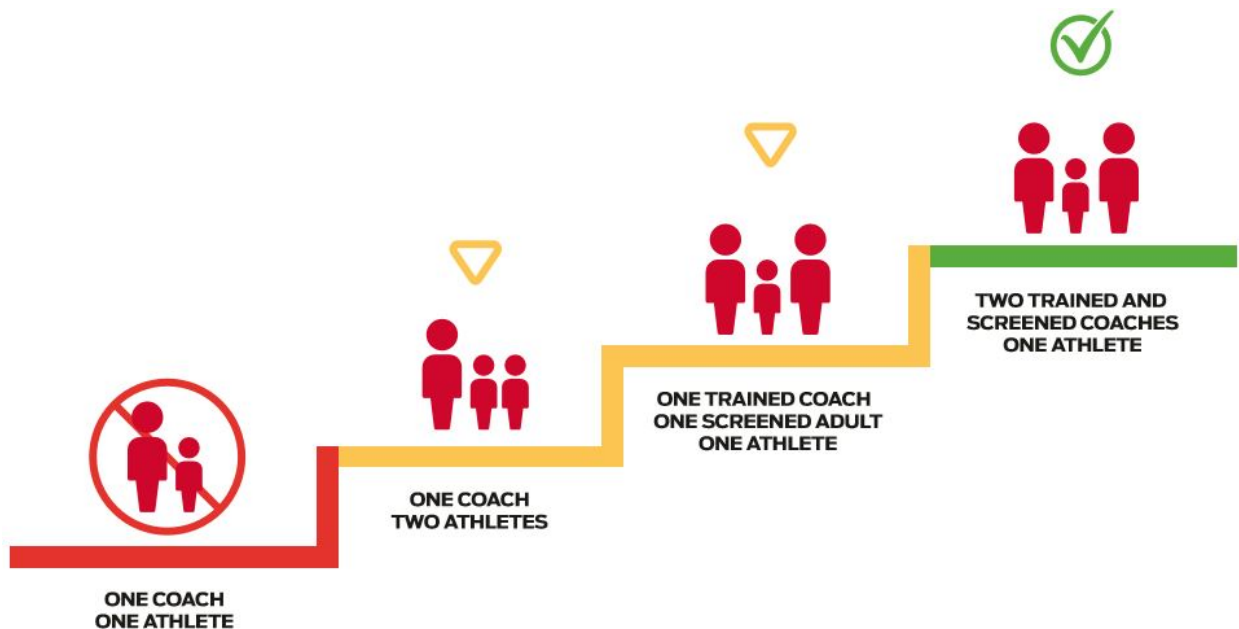 ONE COACH
ONE ATHLETE
ONE COACH
TWO ATHLETES
ONE TRAINED COACH
ONE SCREENED ADULT
ONE ATHLETE
TWO TRAINED AND
SCREENED COACHES
ONE ATHLETE